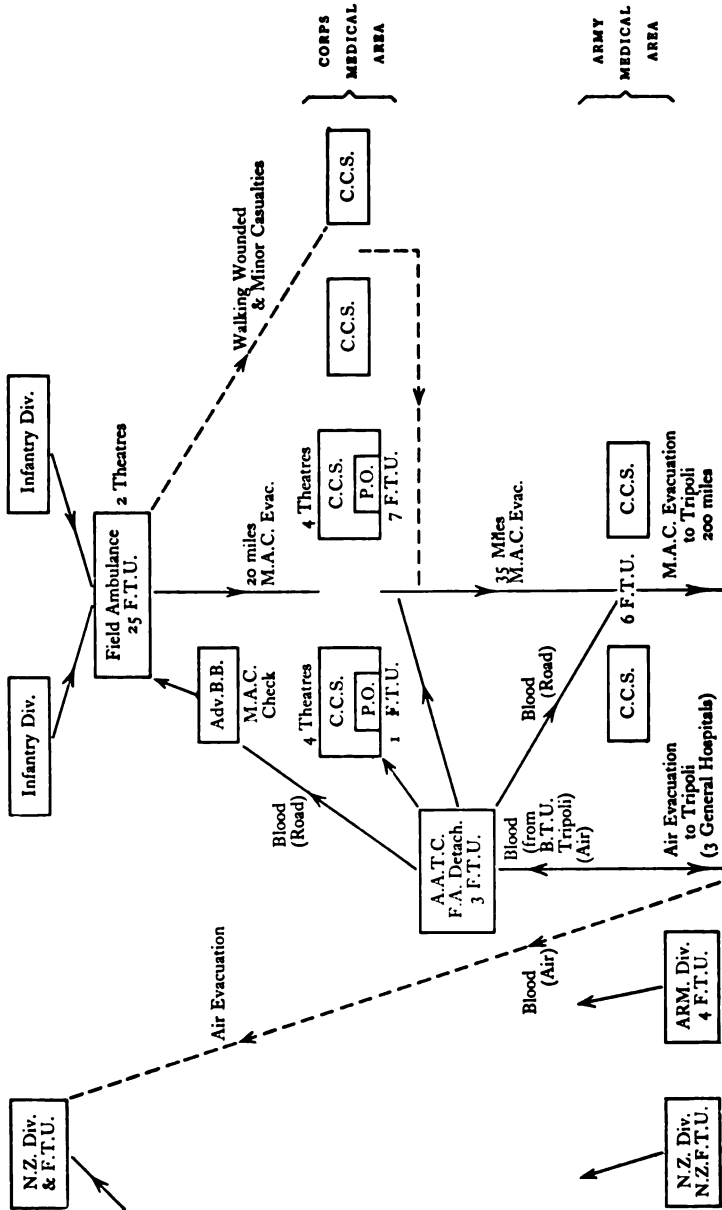 Infantry Div.
Infantry Div.
2 Theatres
Field Ambulance
25 F.T.U.
Walking Wounded
& Minor Casualties
20 miles
M.A.C. Evac.
Adv.B.B.
M.A.C.
Check
Blood
(Road)
4 Theatres
C.C.S.
P.O.
1 F.T.U.
4 Theatres
C.C.S.
P.O.
7 F.T.U.
C.C.S.
C.C.S.
CORPS
MEDICAL
AREA
A.A.T.C.
F.A. Detach.
3 F.T.U.
35 Miles
M.A.C. Evac.
Blood
(Road)
Blood
(from
B.T.U.
Tripoli)
(Air)
C.C.S.
6 F.T.U.
C.C.S.
ARMY
MEDICAL
AREA
Air Evacuation
to Tripoli
(3 General Hospitals)
M.A.C. Evacuation
to Tripoli
200 miles
N.Z. Div.
& F.T.U.
Air Evacuation
Blood
(Air)
N.Z. Div.
N.Z.F.T.U.
ARM. Div.
4 F.T.U.